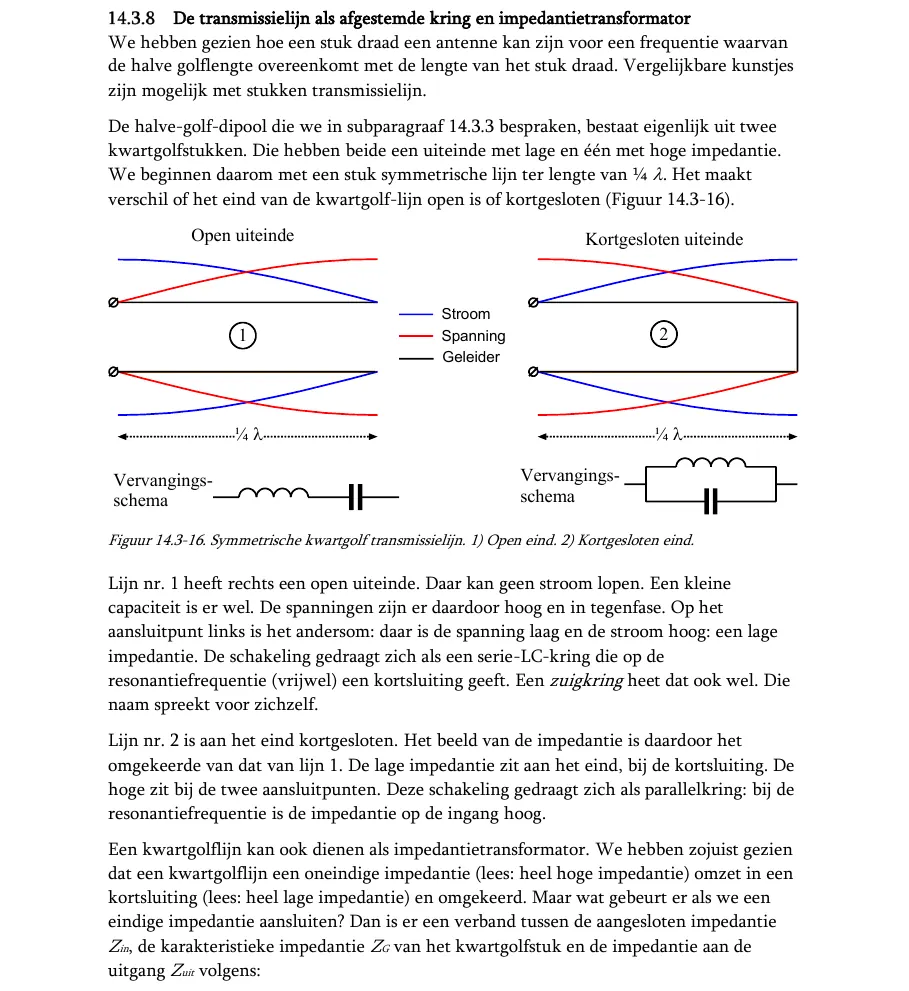 14.3.8 De transmissielijn als afgestemde kring en impedantietransformator
We hebben gezien hoe een stuk draad een antenne kan zijn voor een frequentie waarvan
de halve golflengte overeenkomt met de lengte van het stuk draad. Vergelijkbare kunstjes
zijn mogelijk met stukken transmissielijn.
De halve-golf-dipool die we in subparagraaf 14.3.3 bespraken, bestaat eigenlijk uit twee
kwartgolfstukken. Die hebben beide een uiteinde met lage en één met hoge impedantie.
We beginnen daarom met een stuk symmetrische lijn ter lengte van ¼ λ. Het maakt
verschil of het eind van de kwartgolf-lijn open is of kortgesloten (Figuur 14.3-16).
Open uiteinde
Kortgesloten uiteinde
Stroom
1
Spanning
2
Geleider
¼ λ
¼ λ
Vervangings-
schema
Vervangings-
schema
Figuur 14.3-16. Symmetrische kwartgolf transmissielijn. 1) Open eind. 2) Kortgesloten eind.
Lijn nr. 1 heeft rechts een open uiteinde. Daar kan geen stroom lopen. Een kleine
capaciteit is er wel. De spanningen zijn er daardoor hoog en in tegenfase. Op het
aansluitpunt links is het andersom: daar is de spanning laag en de stroom hoog: een lage
impedantie. De schakeling gedraagt zich als een serie-LC-kring die op de
resonantiefrequentie (vrijwel) een kortsluiting geeft. Een zuigkring heet dat ook wel. Die
naam spreekt voor zichzelf.
Lijn nr. 2 is aan het eind kortgesloten. Het beeld van de impedantie is daardoor het
omgekeerde van dat van lijn 1. De lage impedantie zit aan het eind, bij de kortsluiting. De
hoge zit bij de twee aansluitpunten. Deze schakeling gedraagt zich als parallelkring: bij de
resonantiefrequentie is de impedantie op de ingang hoog.
Een kwartgolflijn kan ook dienen als impedantietransformator. We hebben zojuist gezien
dat een kwartgolflijn een oneindige impedantie (lees: heel hoge impedantie) omzet in een
kortsluiting (lees: heel lage impedantie) en omgekeerd. Maar wat gebeurt er als we een
eindige impedantie aansluiten? Dan is er een verband tussen de aangesloten impedantie
Zin, de karakteristieke impedantie ZG van het kwartgolfstuk en de impedantie aan de
uitgang Zuit volgens: